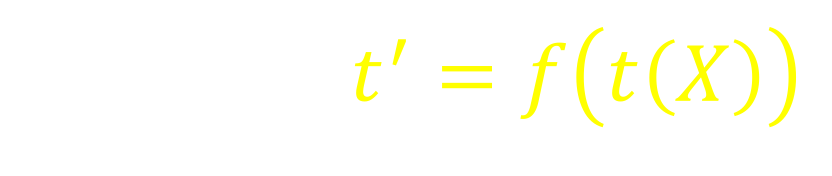 t′ = f(t(X))